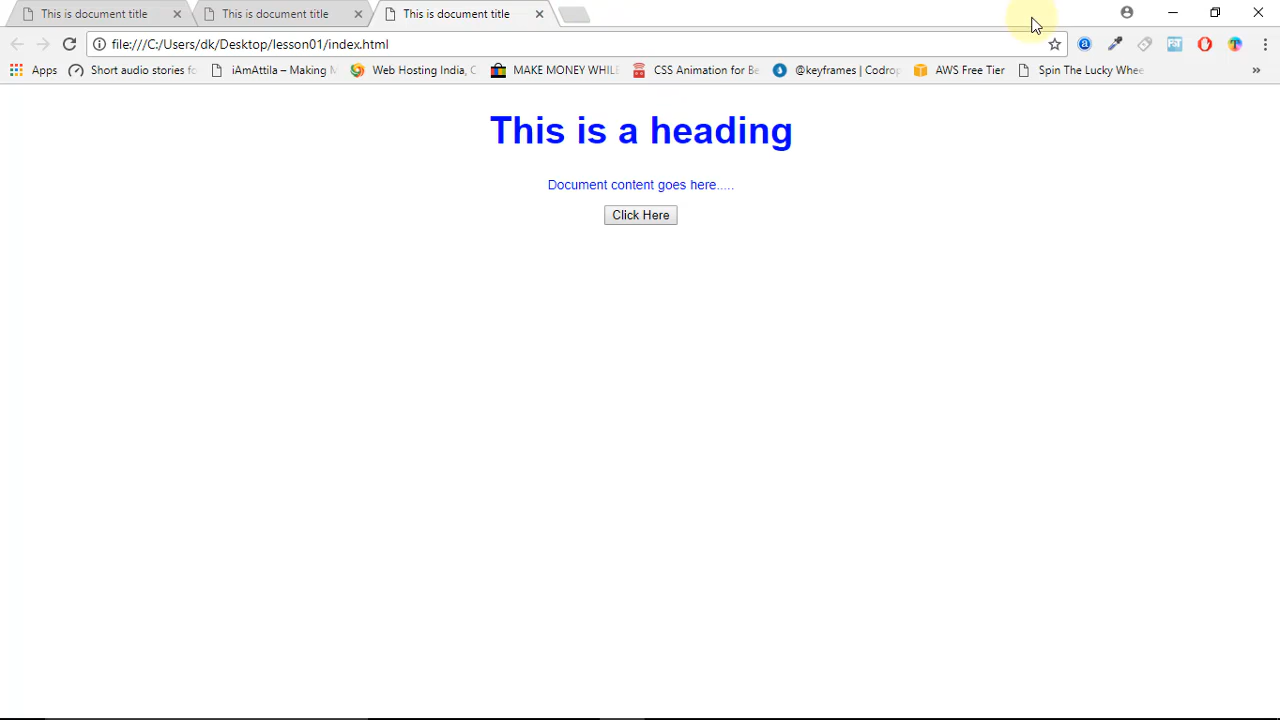 This is document title
This is document title
This is document title
file:///C:/Users/dk/Desktop/lesson01/index.html
Apps
Short audio stories fo
iAmAttila – Making M
Web Hosting India, C
MAKE MONEY WHIL
CSS Animation for Be
@keyframes | Codrop
AWS Free Tier
Spin The Lucky Whee
»
This is a heading
Document content goes here.....
Click Here